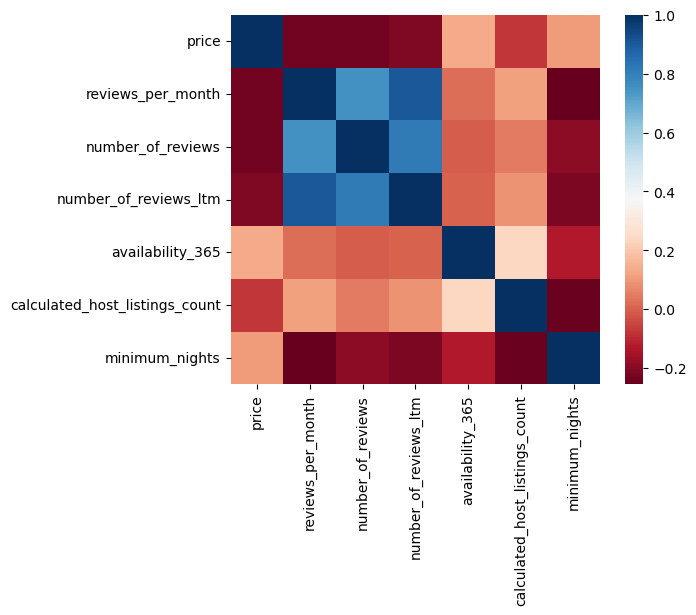 price
reviews_per_month
number_of_reviews
number_of_reviews_ltm
availability_365
calculated_host_listings_count
minimum_nights
price
reviews_per_month
number_of_reviews
number_of_reviews_ltm
availability_365
calculated_host_listings_count
minimum_nights
1.0
0.8
0.6
0.4
0.2
0.0
−0.2